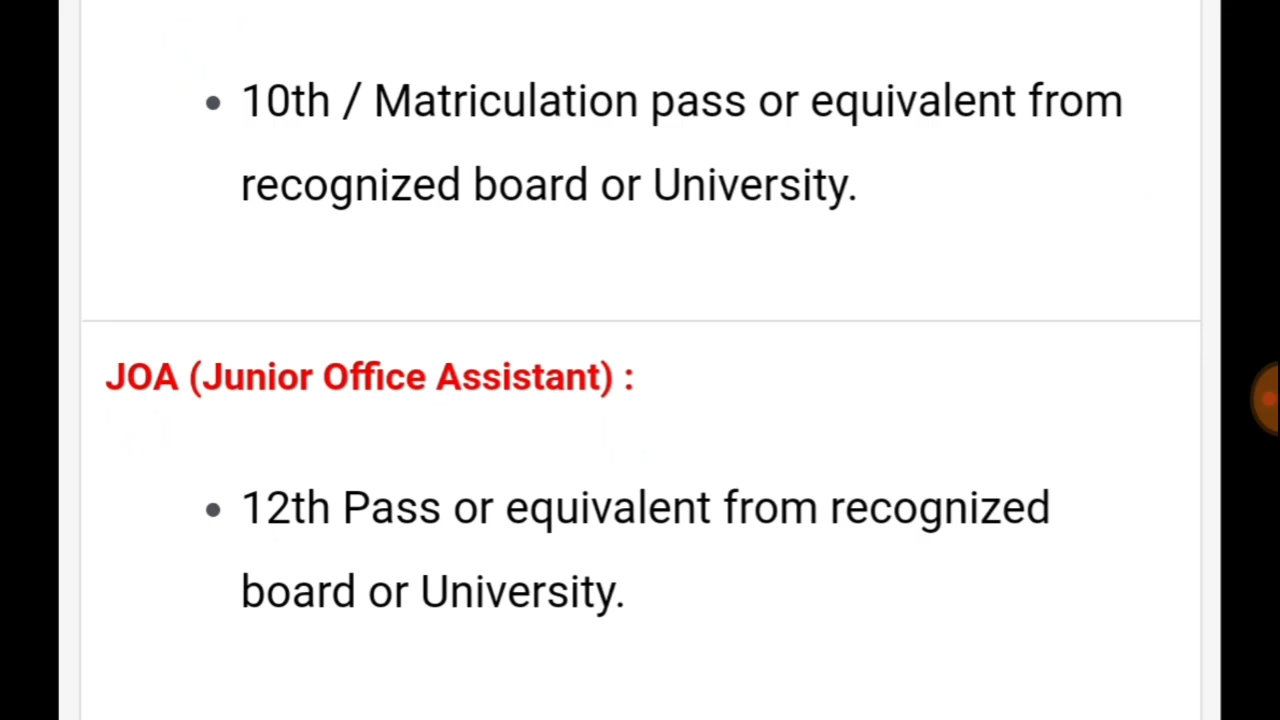 10th / Matriculation pass or equivalent from
recognized board or University.
JOA (Junior Office Assistant) :
12th Pass or equivalent from recognized
board or University.